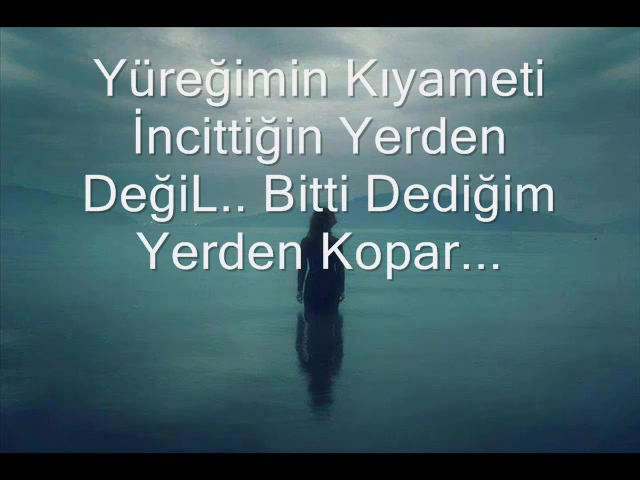 Yüreğimin Kıyameti
İncittiğin Yerden
DeğiL.. Bitti Dediğim
Yerden Kopar...